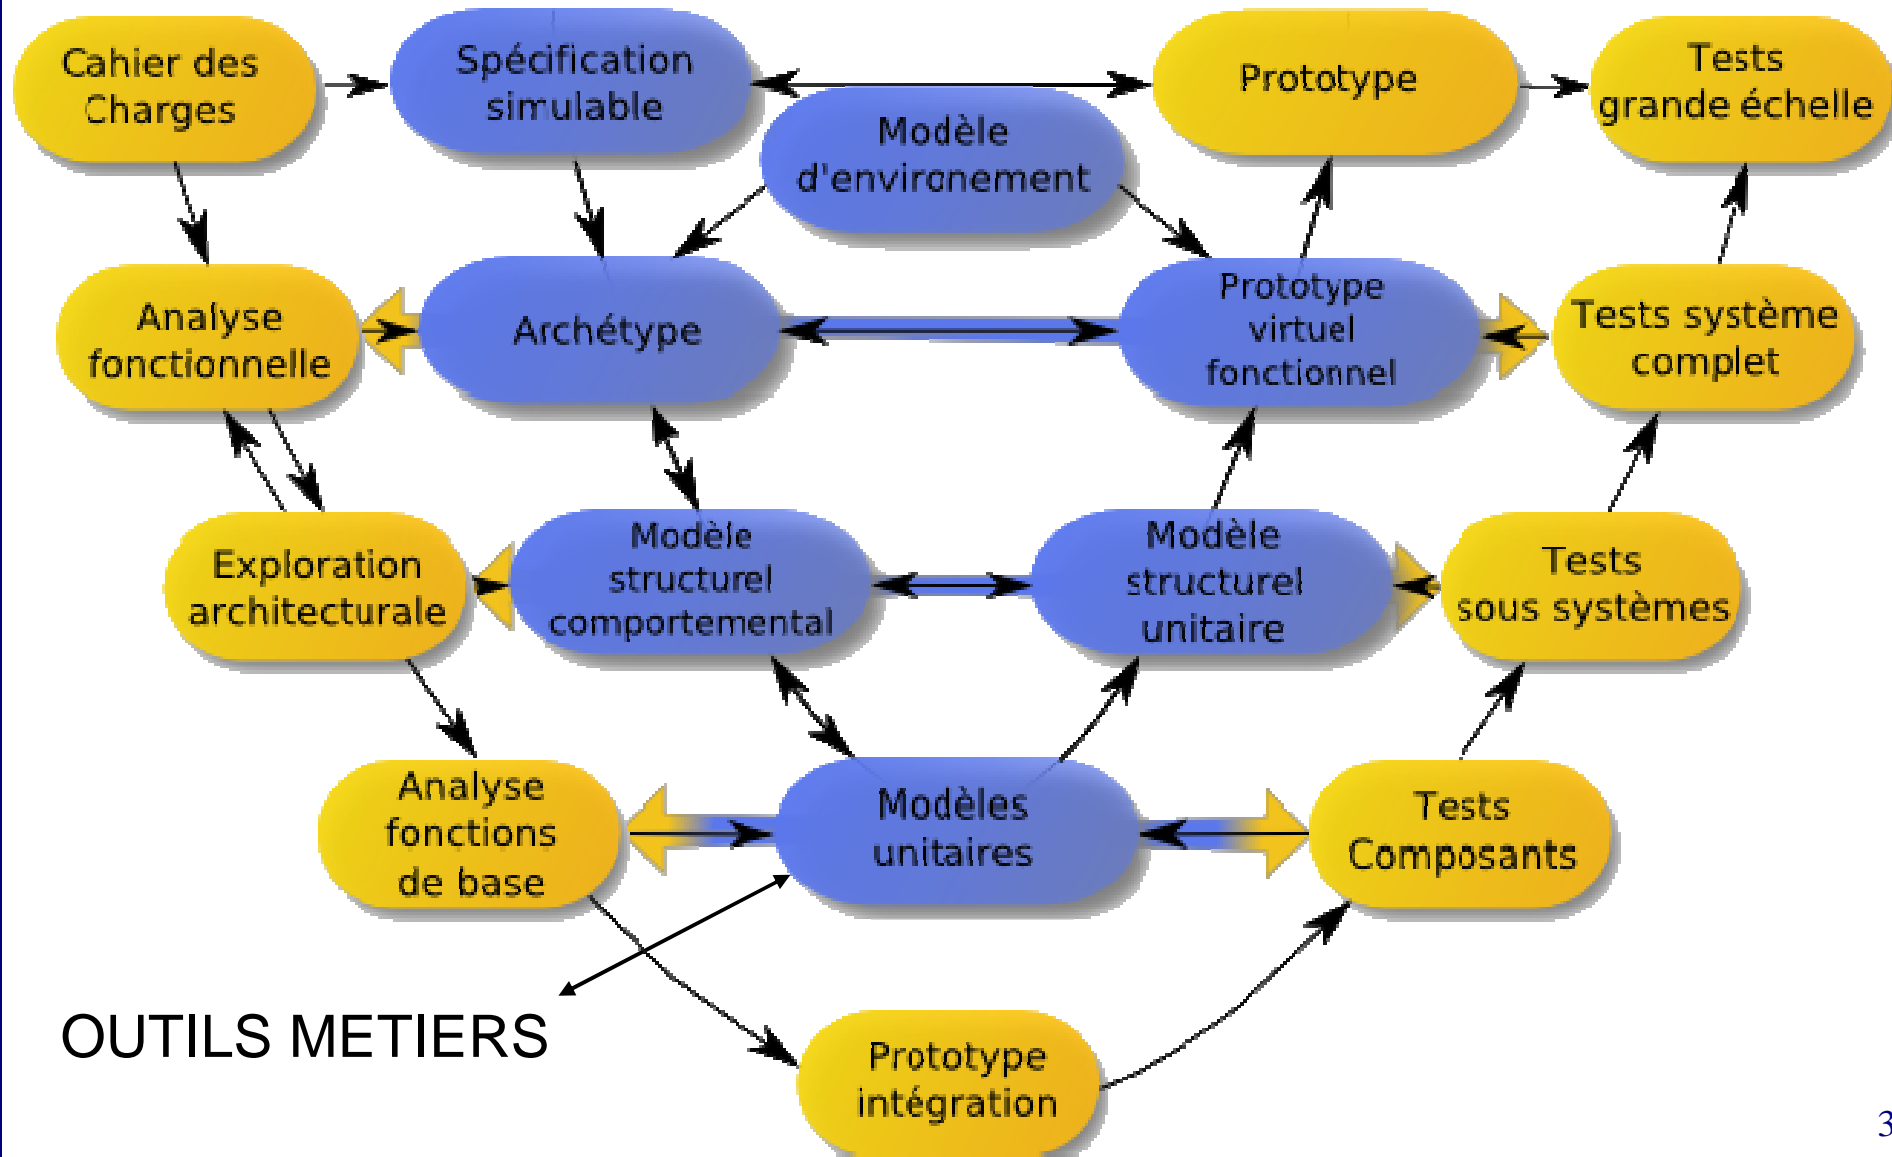 Cahier des
Charges
Spécification
simulable
Modèle
d'environement
Prototype
Tests
grande échelle
Analyse
fonctionnelle
Archétype
Prototype
virtuel
fonctionnel
Tests système
complet
Exploration
architecturale
Modèle
structurel
comportemental
Modèle
structurel
unitaire
Tests
sous systèmes
Analyse
fonctions
de base
Modèles
unitaires
Tests
Composants
OUTILS METIERS
Prototype
intégration
3